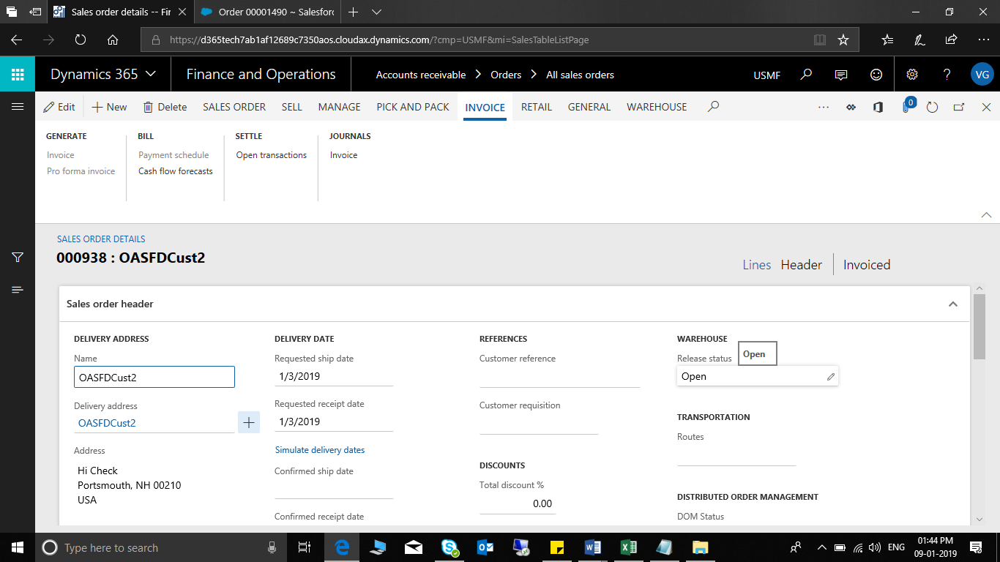 Sales order details -- Fir
Order 00001490 ~ Salesforc
https://d365tech7ab1af12689c7350aos.cloudax.dynamics.com/?cmp=USMF&mi=SalesTableListPage
Dynamics 365
Finance and Operations
Accounts receivable
Orders
All sales orders
USMF
?
VG
Edit
New
Delete
SALES ORDER
SELL
MANAGE
PICK AND PACK
INVOICE
RETAIL
GENERAL
WAREHOUSE
0
GENERATE
Invoice
Pro forma invoice
BILL
Payment schedule
Cash flow forecasts
SETTLE
Open transactions
JOURNALS
Invoice
SALES ORDER DETAILS
000938 : OASFDCust2
Lines
Header
Invoiced
Sales order header
DELIVERY ADDRESS
Name
OASFDCust2
Delivery address
OASFDCust2
Address
Hi Check
Portsmouth, NH 00210
USA
DELIVERY DATE
Requested ship date
1/3/2019
Requested receipt date
1/3/2019
Simulate delivery dates
Confirmed ship date
Confirmed receipt date
REFERENCES
Customer reference
Customer requisition
DISCOUNTS
Total discount %
0.00
WAREHOUSE
Release status
Open
Open
TRANSPORTATION
Routes
DISTRIBUTED ORDER MANAGEMENT
DOM Status
Type here to search
ENG
01:44 PM
09-01-2019